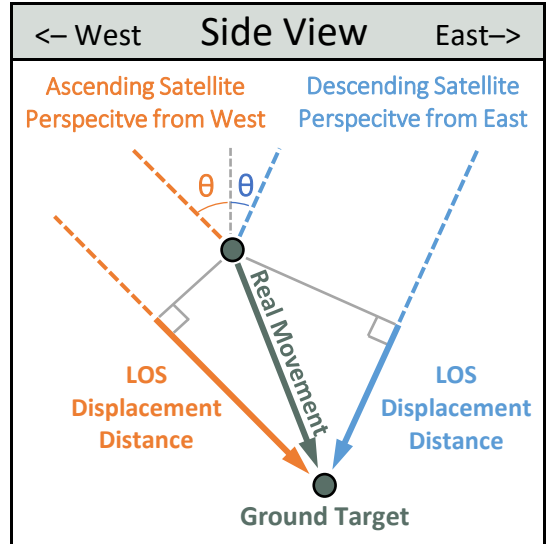 <– West Side View East–>
Ascending Satellite
Perspecitve from West
Descending Satellite
Perspecitve from East
θ θ
Real Movement
LOS
Displacement
Distance
LOS
Displacement
Distance
Ground Target